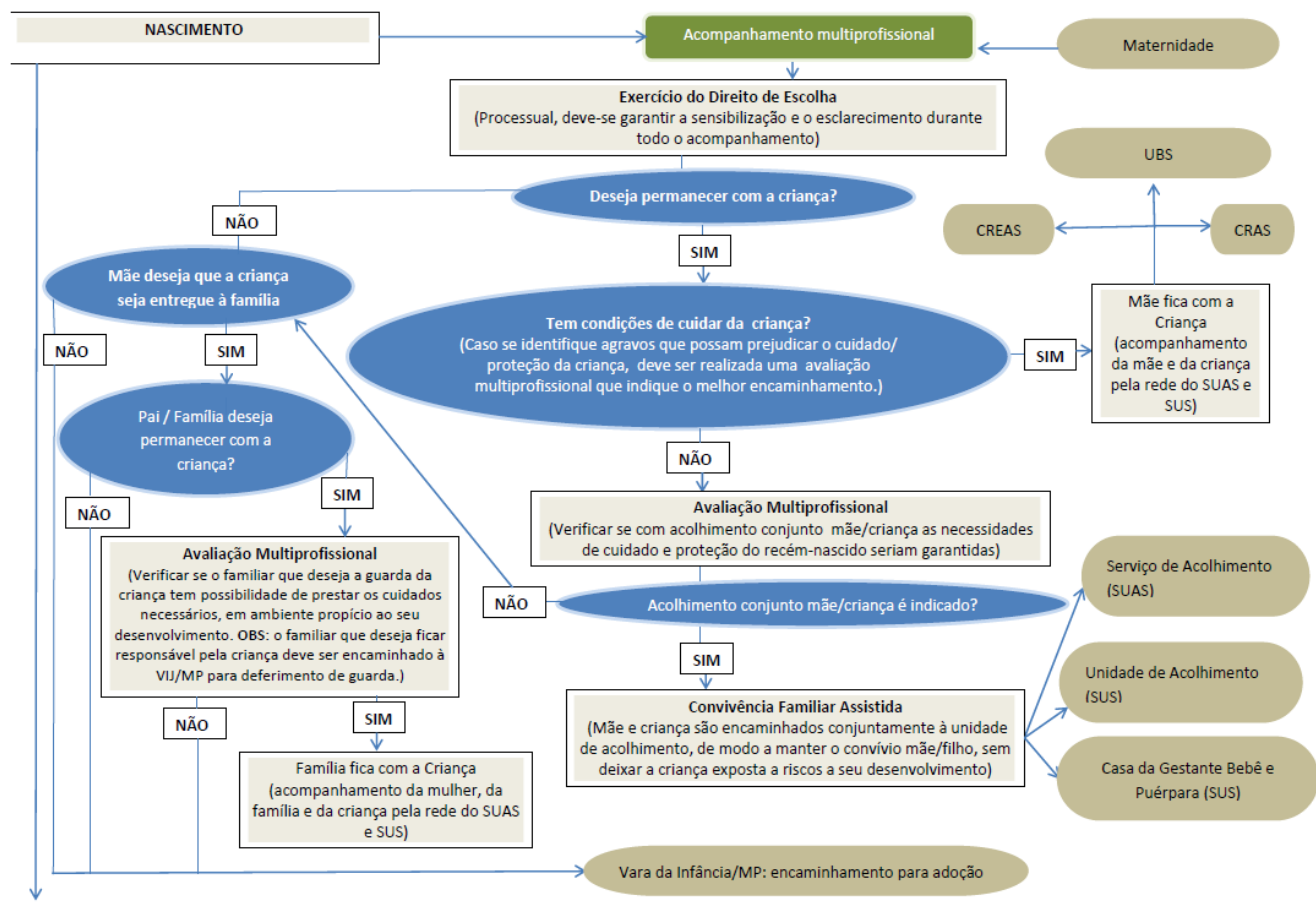 NASCIMENTO
Acompanhamento multiprofissional
Maternidade
Exercício do Direito de Escolha
(Processual, deve-se garantir a sensibilização e o esclarecimento durante
todo o acompanhamento)
UBS
Deseja permanecer com a criança?
NÃO
CREAS
CRAS
SIM
Mãe deseja que a criança
seja entregue à família
Tem condições de cuidar da criança?
(Caso se identifique agravos que possam prejudicar o cuidado/
proteção da criança, deve ser realizada uma avaliação
multiprofissional que indique o melhor encaminhamento.)
SIM
Mãe fica com a
Criança
(acompanhamento
da mãe e da criança
pela rede do SUAS e
SUS)
NÃO
SIM
Pai / Família deseja
permanecer com a
criança?
NÃO
SIM
NÃO
Avaliação Multiprofissional
(Verificar se com acolhimento conjunto mãe/criança as necessidades
de cuidado e proteção do recém-nascido seriam garantidas)
Avaliação Multiprofissional
(Verificar se o familiar que deseja a guarda da
criança tem possibilidade de prestar os cuidados
necessários, em ambiente propício ao seu
desenvolvimento. OBS: o familiar que deseja ficar
responsável pela criança deve ser encaminhado à
VIJ/MP para deferimento de guarda.)
NÃO
Acolhimento conjunto mãe/criança é indicado?
Serviço de Acolhimento
(SUAS)
SIM
Unidade de Acolhimento
(SUS)
NÃO
SIM
Convivência Familiar Assistida
(Mãe e criança são encaminhados conjuntamente à unidade
de acolhimento, de modo a manter o convívio mãe/filho, sem
deixar a criança exposta a riscos a seu desenvolvimento)
Casa da Gestante Bebê e
Puérpara (SUS)
Família fica com a Criança
(acompanhamento da mulher, da
família e da criança pela rede do SUAS
e SUS)
Vara da Infância/MP: encaminhamento para adoção